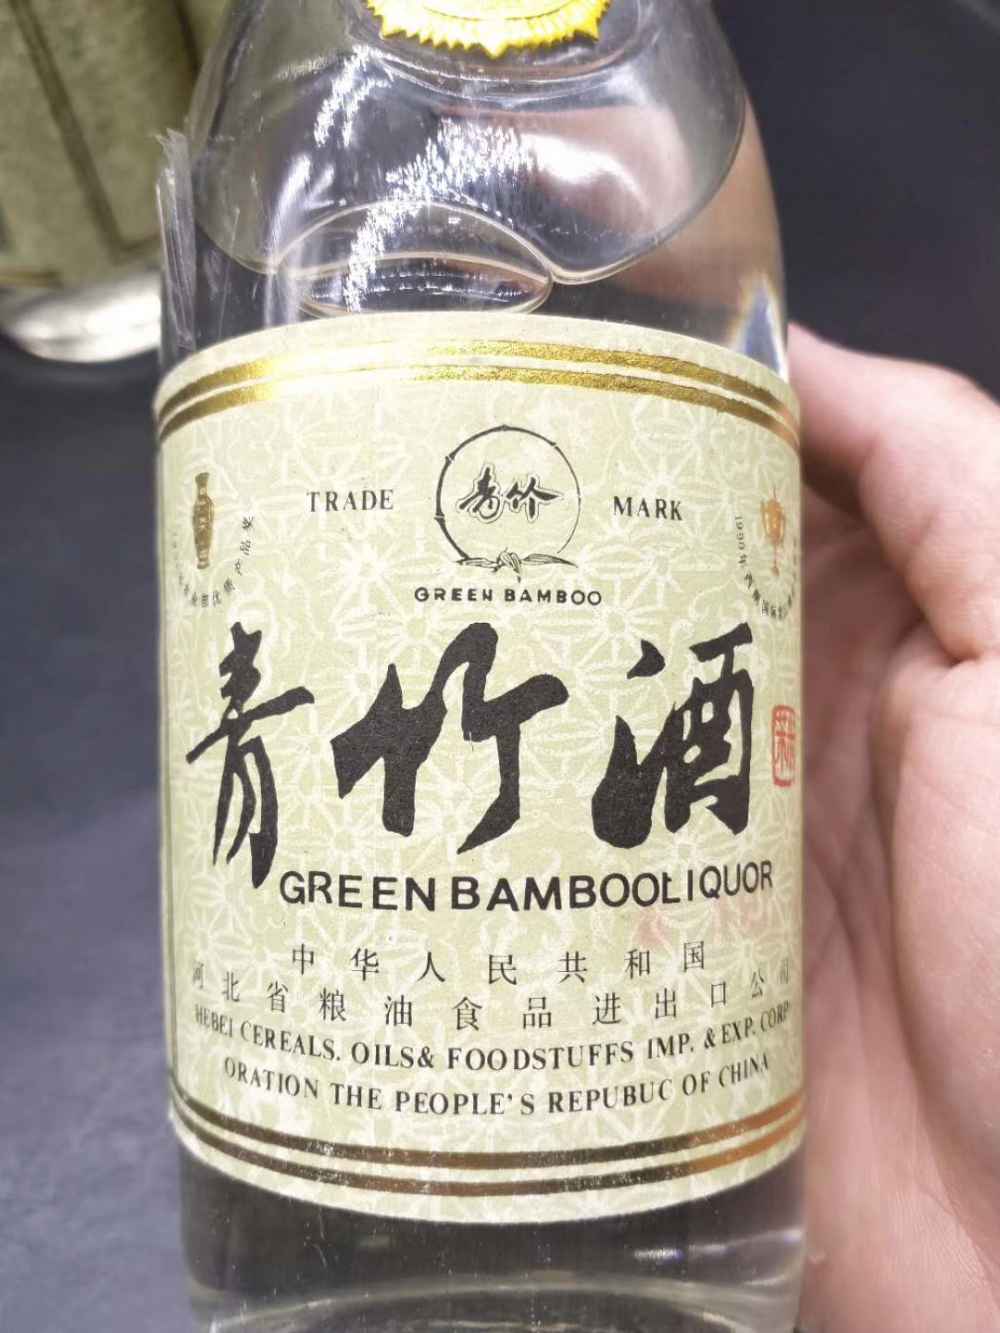 TRADE
青竹
MARK
GREEN BAMBOO
青竹酒
GREEN BAMBOO LIQUOR
中华人民共和国
河北省粮油食品进出口公司
HEBEI CEREALS. OILS & FOODSTUFFS IMP. & EXP. CORP
ORATION THE PEOPLE'S REPUBUC OF CHINA